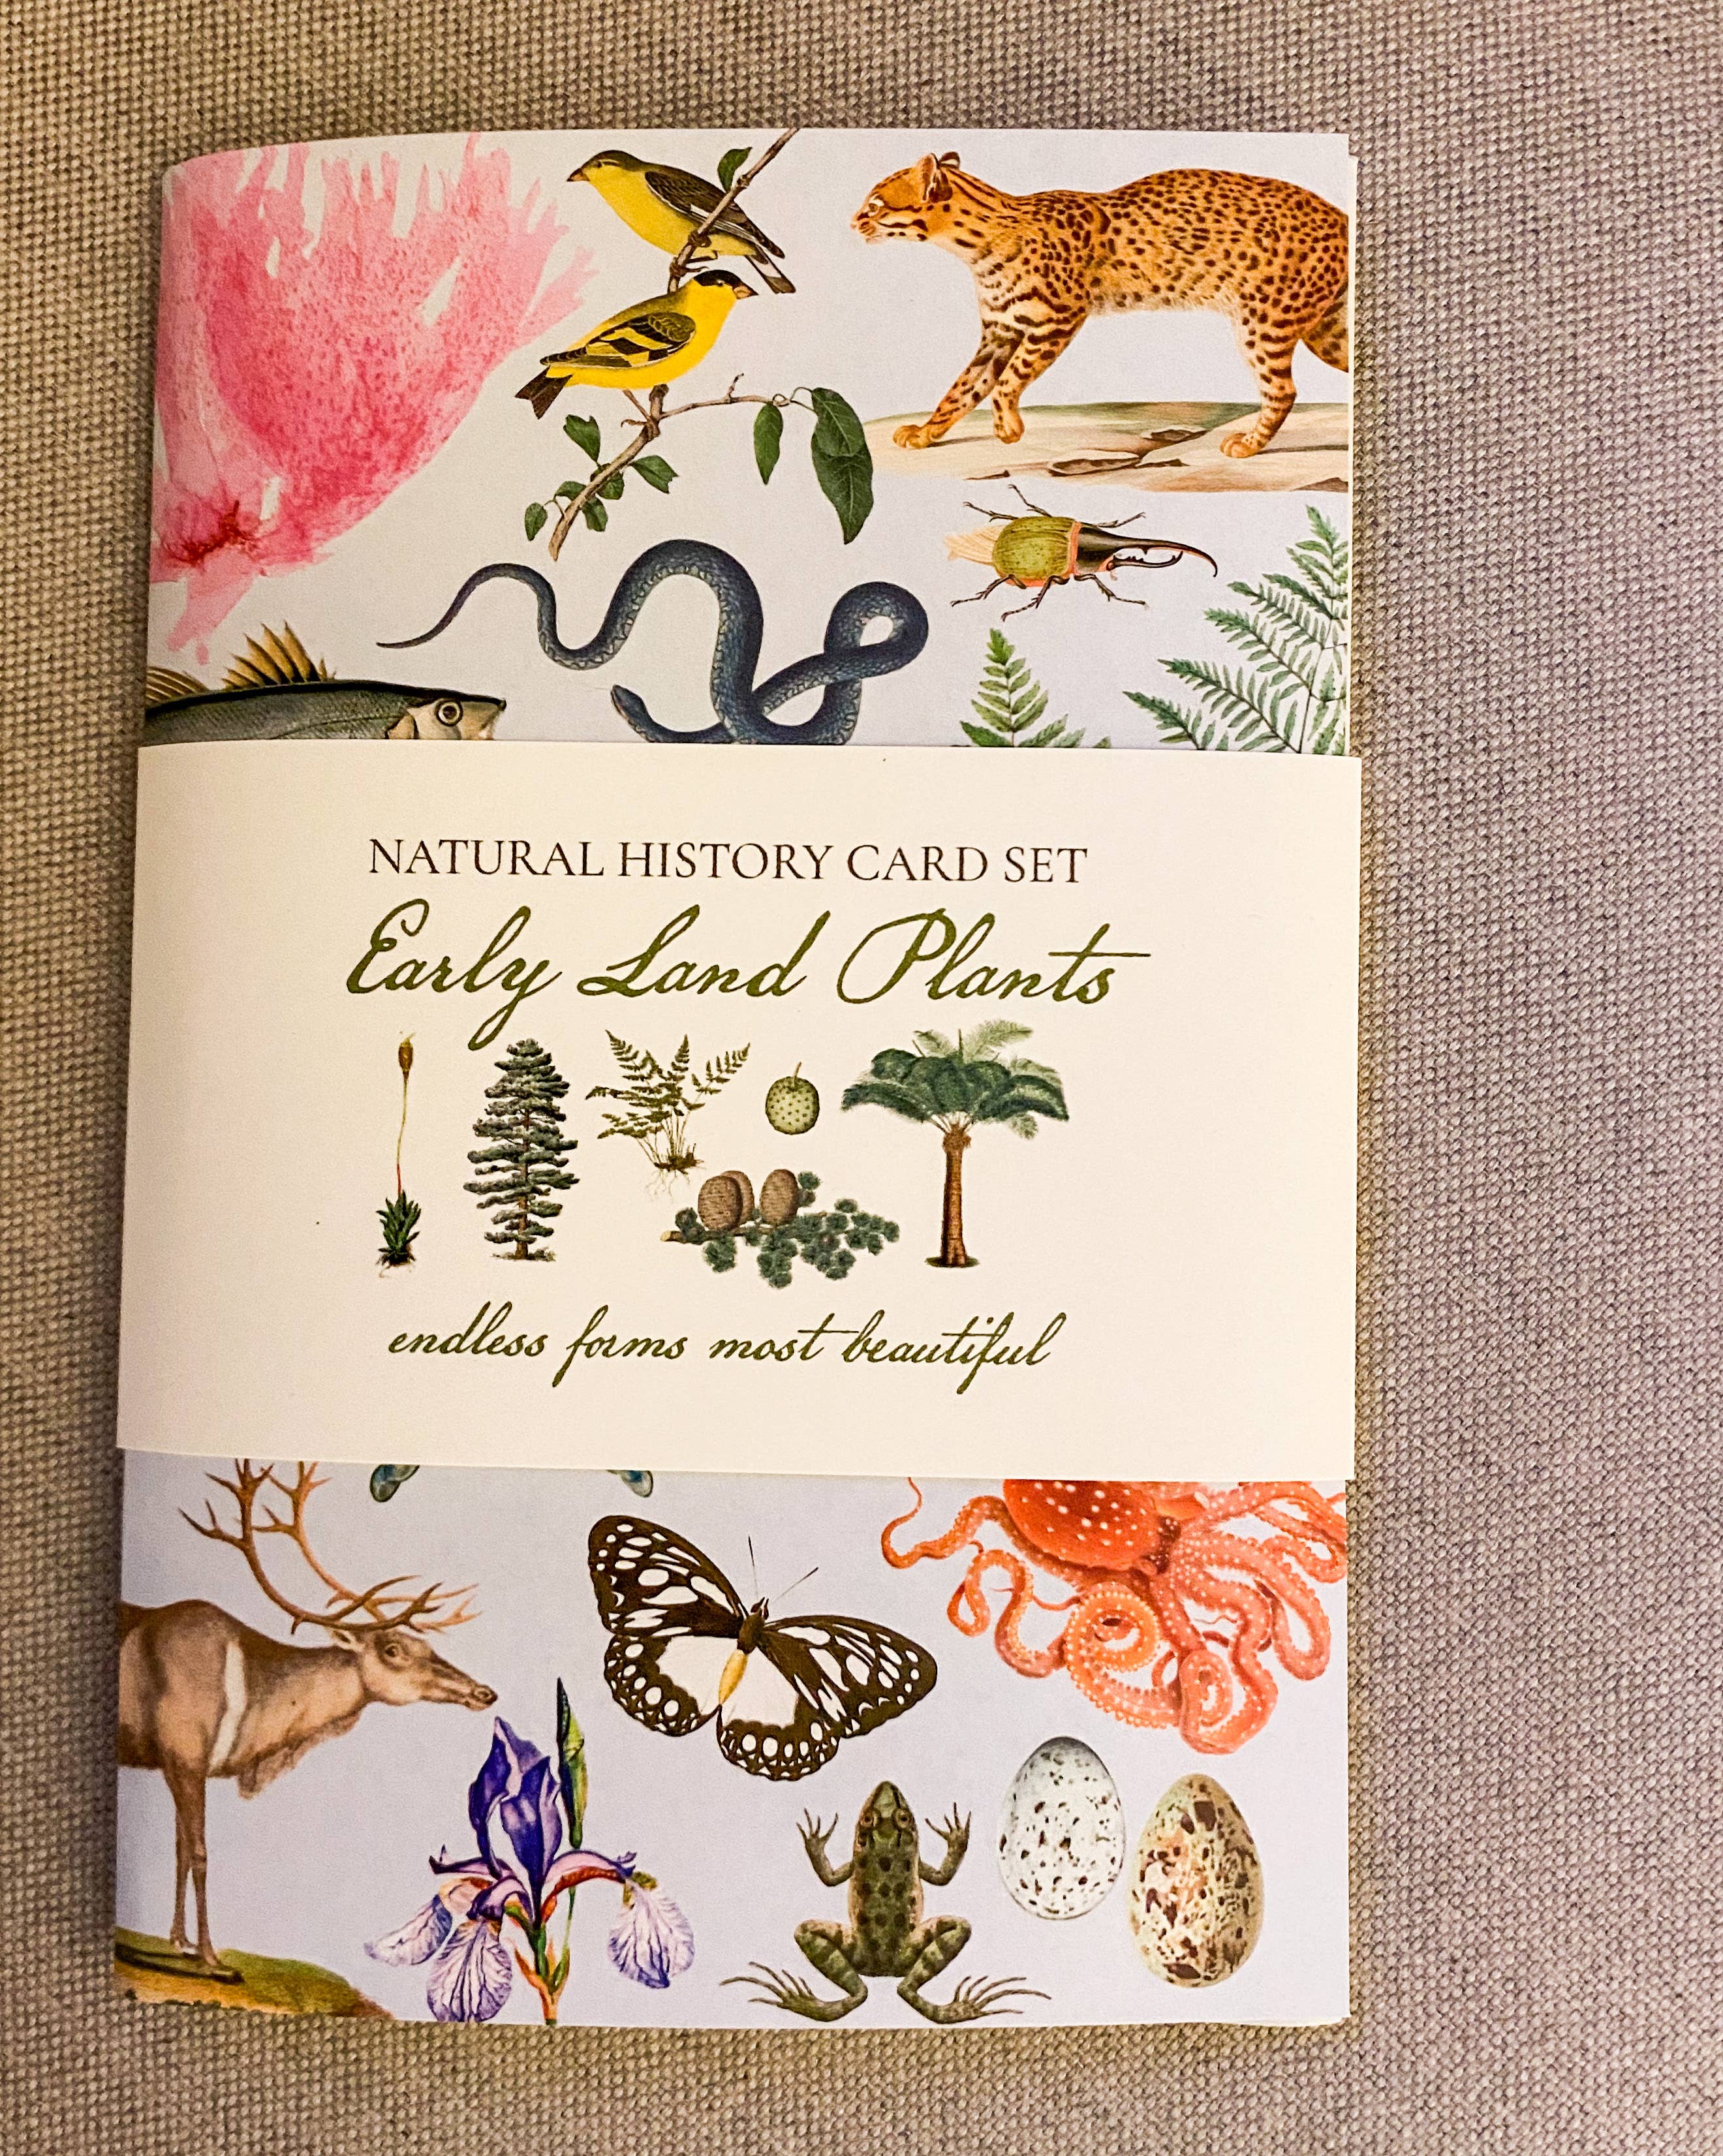 NATURAL HISTORY CARD SET
Early Land Plants
endless forms most beautiful